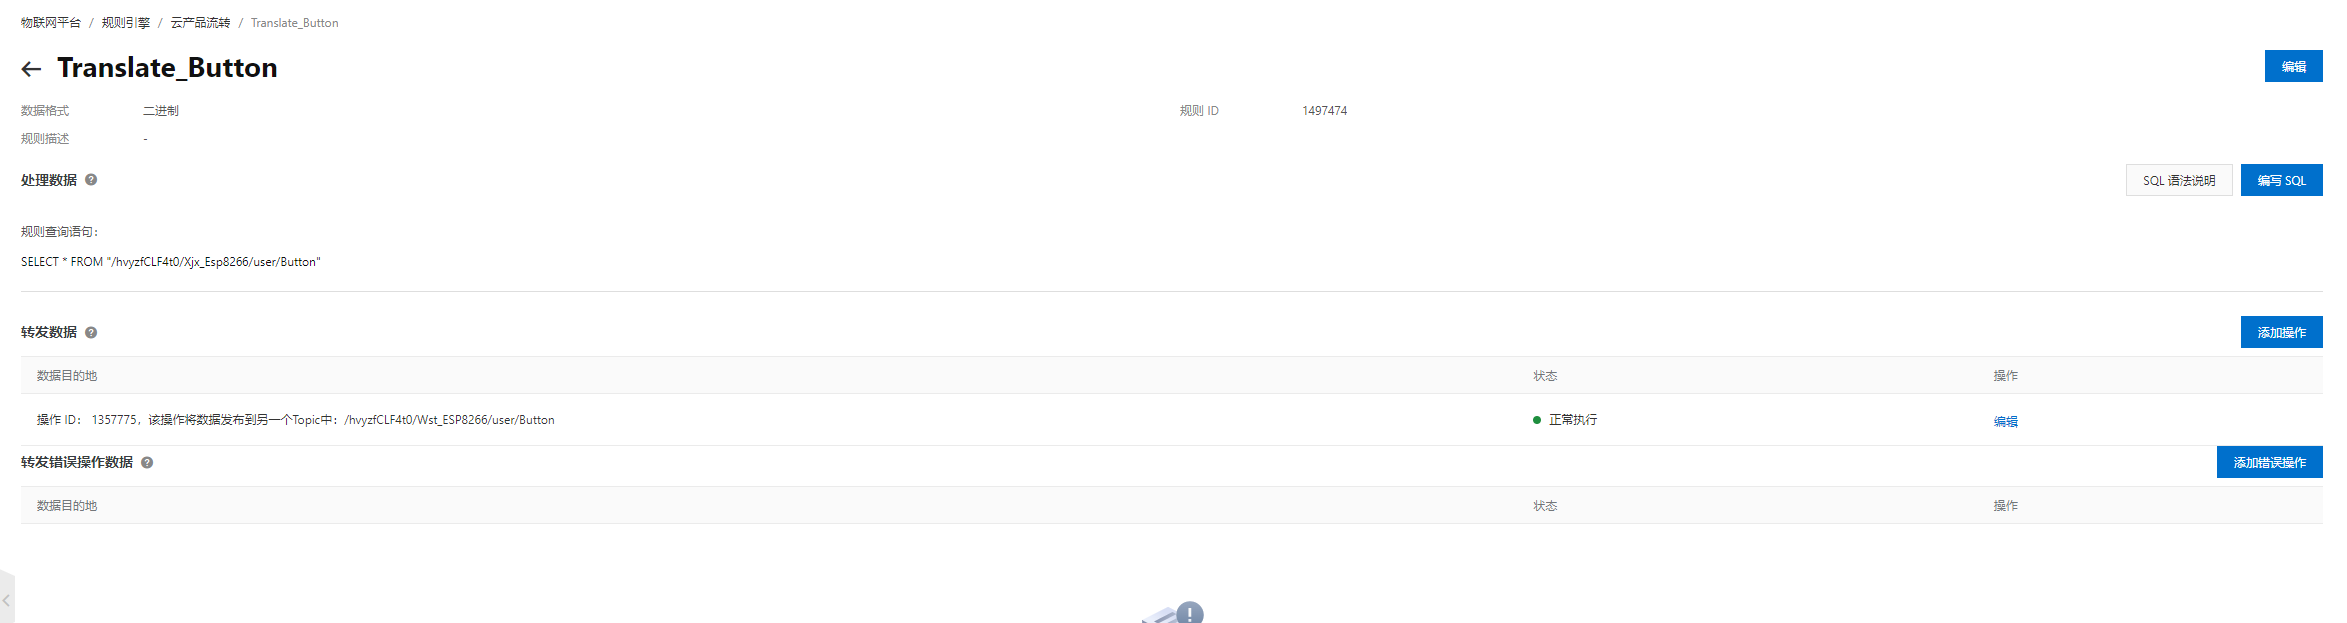 物联网平台 / 规则引擎 / 云产品流转 / Translate_Button
Translate_Button
编辑
数据格式 二进制 规则 ID 1497474
规则描述 -
处理数据 ?
SQL 语法说明 编写 SQL
规则查询语句：
SELECT * FROM "/hvyzfCLF4t0/Xjx_Esp8266/user/Button"
转发数据 ?
添加操作
数据目的地 状态 操作
操作 ID： 1357775，该操作将数据发布到另一个Topic中：/hvyzfCLF4t0/Wst_ESP8266/user/Button 正常执行 编辑
转发错误操作数据 ?
添加错误操作
数据目的地 状态 操作